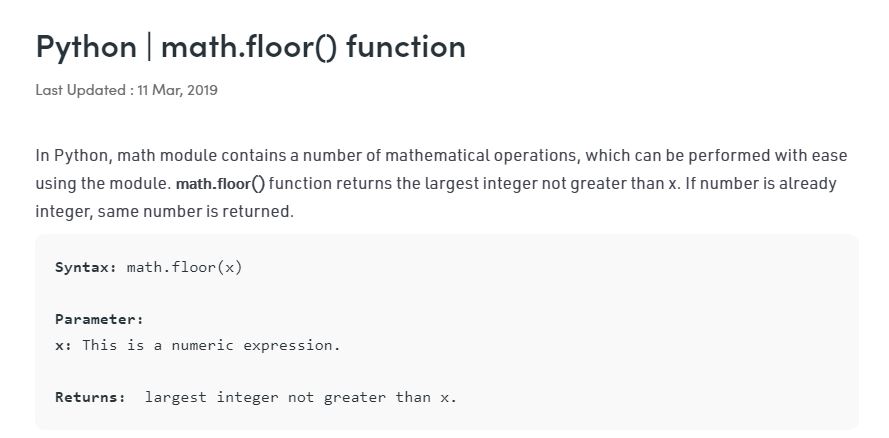 Python | math.floor() function
Last Updated : 11 Mar, 2019
In Python, math module contains a number of mathematical operations, which can be performed with ease
using the module. math.floor() function returns the largest integer not greater than x. If number is already
integer, same number is returned.
Syntax: math.floor(x)
Parameter:
x: This is a numeric expression.
Returns:  largest integer not greater than x.